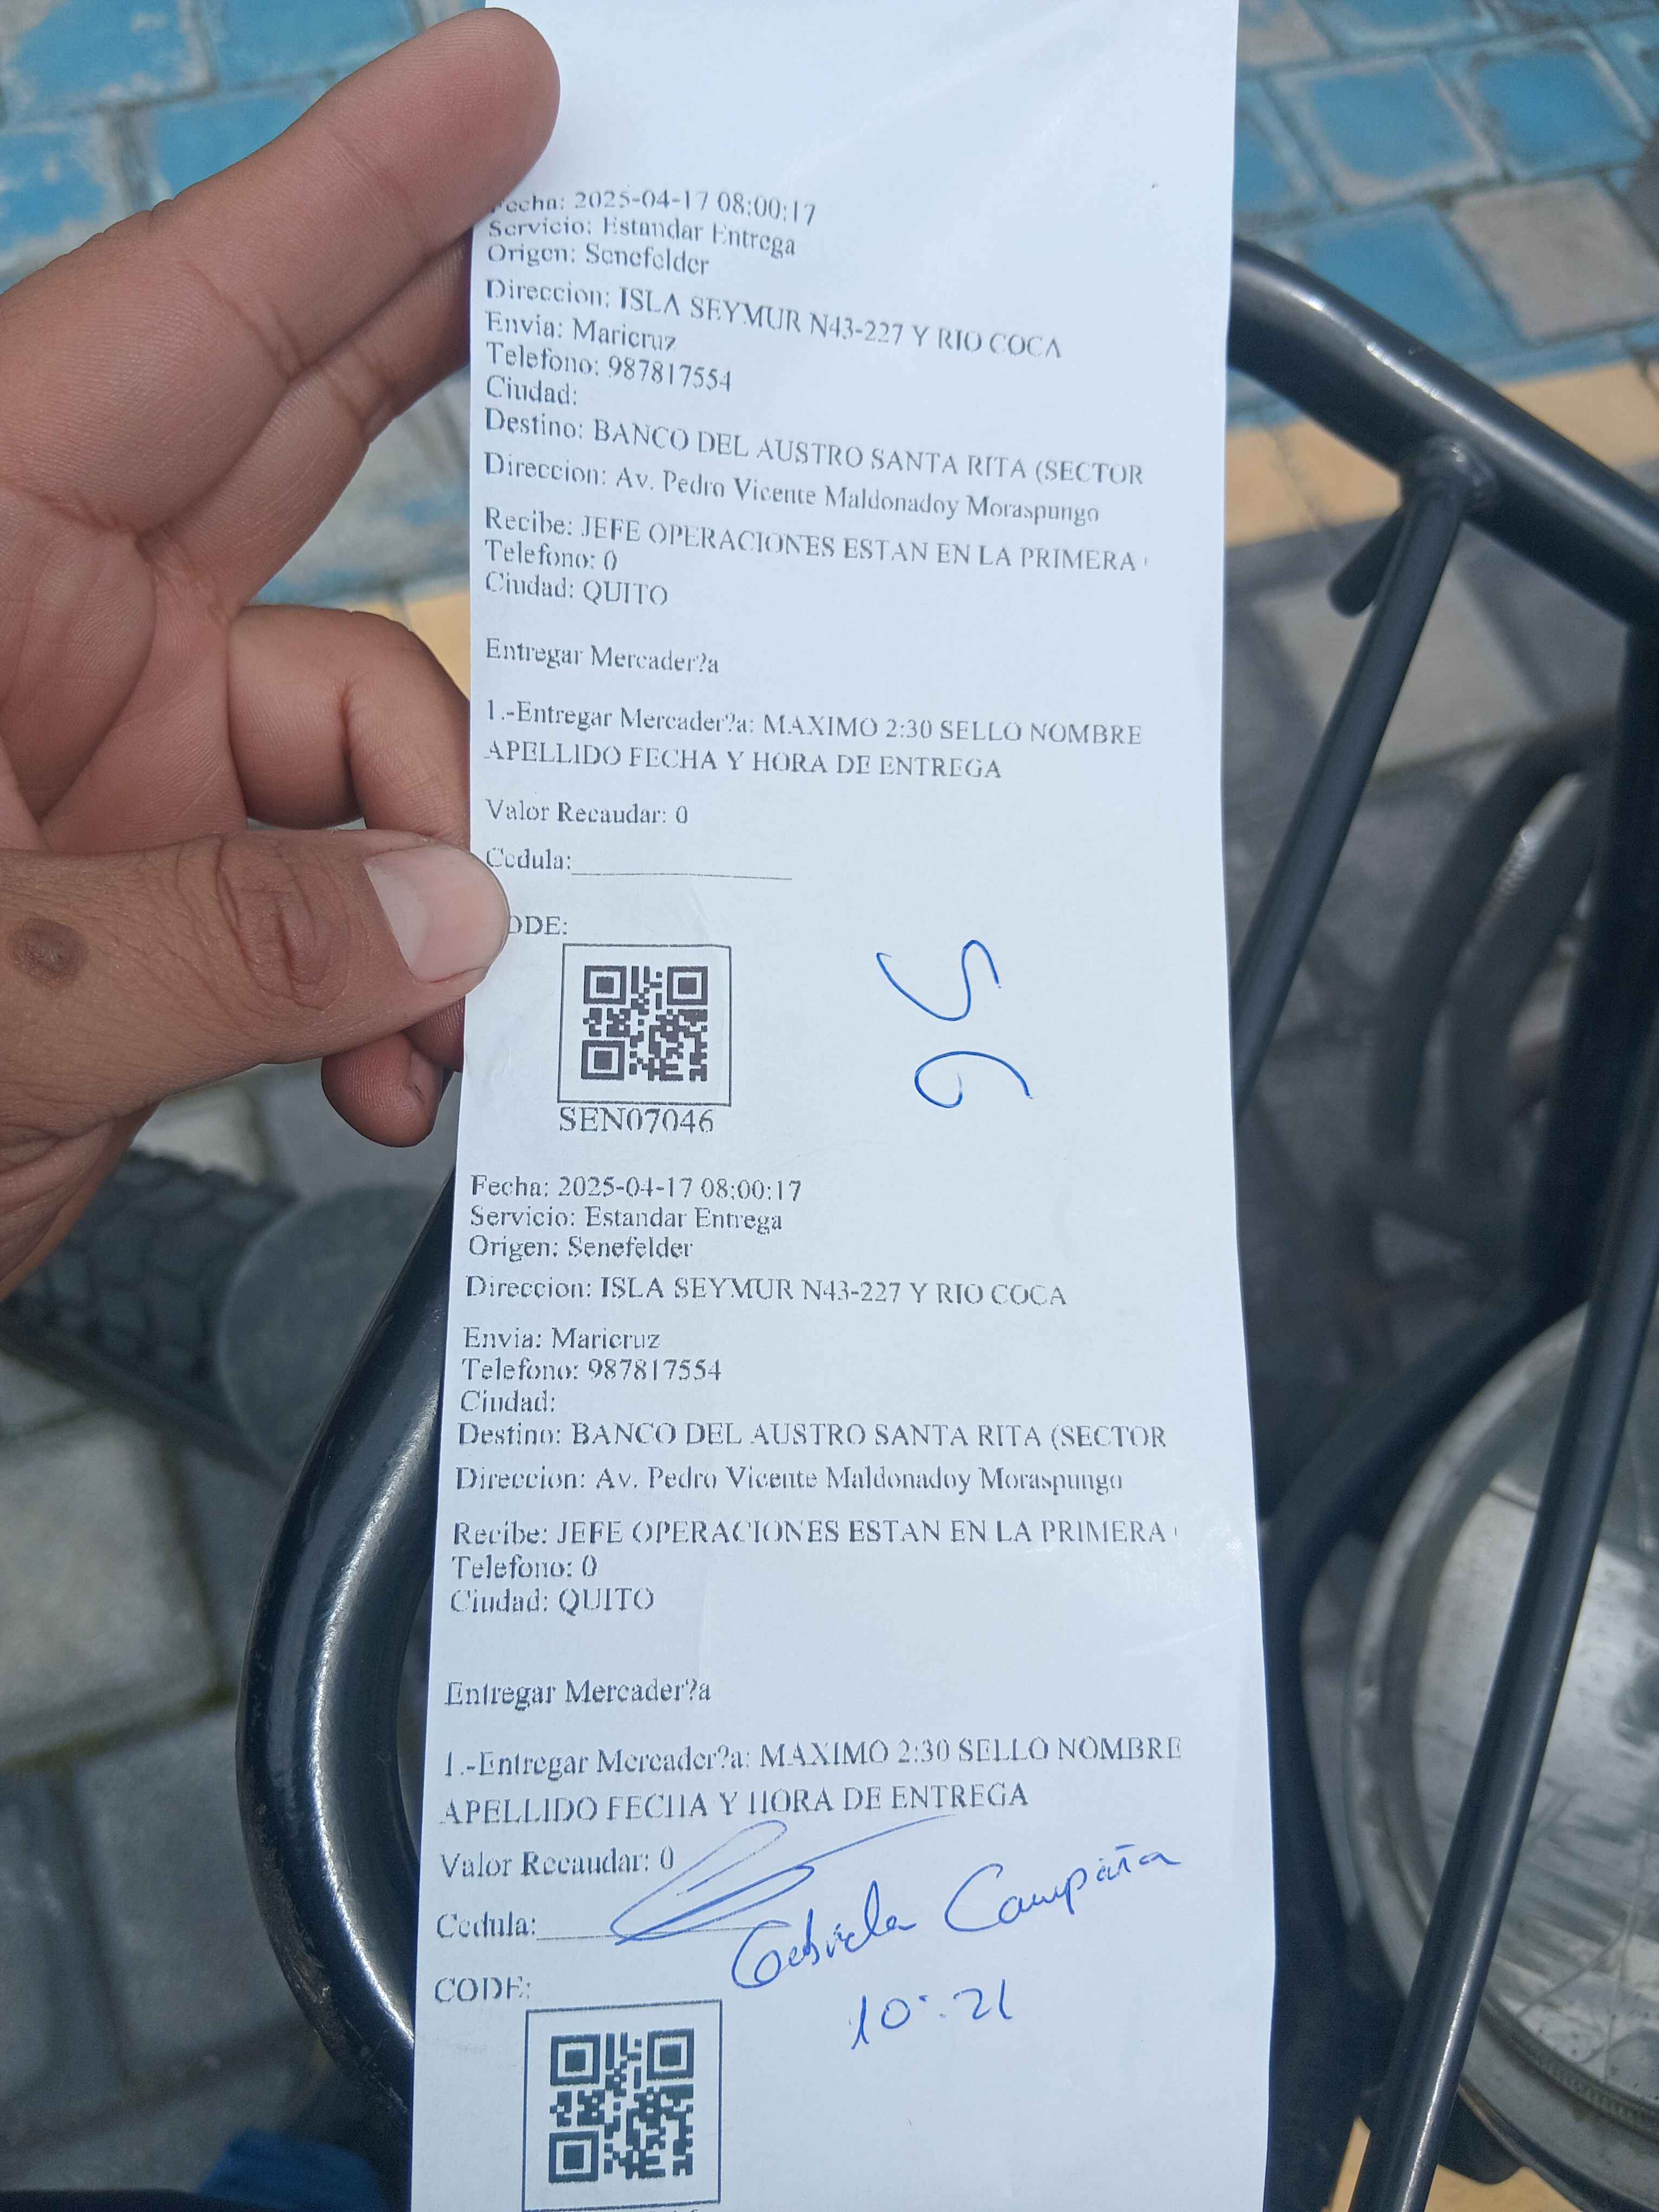 Fecha: 2025-04-17 08:00:17
Servicio: Estandar Entrega
Origen: Senefelder
Direccion: ISLA SEYMUR N43-227 Y RIO COCA
Envia: Maricruz
Telefono: 987817554
Ciudad:
Destino: BANCO DEL AUSTRO SANTA RITA (SECTOR
Direccion: Av. Pedro Vicente Maldonadoy Moraspungo
Recibe: JEFE OPERACIONES ESTAN EN LA PRIMERA
Telefono: 0
Ciudad: QUITO
Entregar Mercader?a
1.-Entregar Mercader?a: MAXIMO 2:30 SELLO NOMBRE
APELLIDO FECHA Y HORA DE ENTREGA
Valor Recaudar: 0
Cedula:
ODE:
SEN07046
Fecha: 2025-04-17 08:00:17
Servicio: Estandar Entrega
Origen: Senefelder
Direccion: ISLA SEYMUR N43-227 Y RIO COCA
Envia: Maricruz
Telefono: 987817554
Ciudad:
Destino: BANCO DEL AUSTRO SANTA RITA (SECTOR
Direccion: Av. Pedro Vicente Maldonadoy Moraspungo
Recibe: JEFE OPERACIONES ESTAN EN LA PRIMERA
Telefono: 0
Ciudad: QUITO
Entregar Mercader?a
1.-Entregar Mercader?a: MAXIMO 2:30 SELLO NOMBRE
APELLIDO FECHA Y HORA DE ENTREGA
Valor Recaudar: 0
Cedula:
Gabriela Campaña
CODE:
10:21